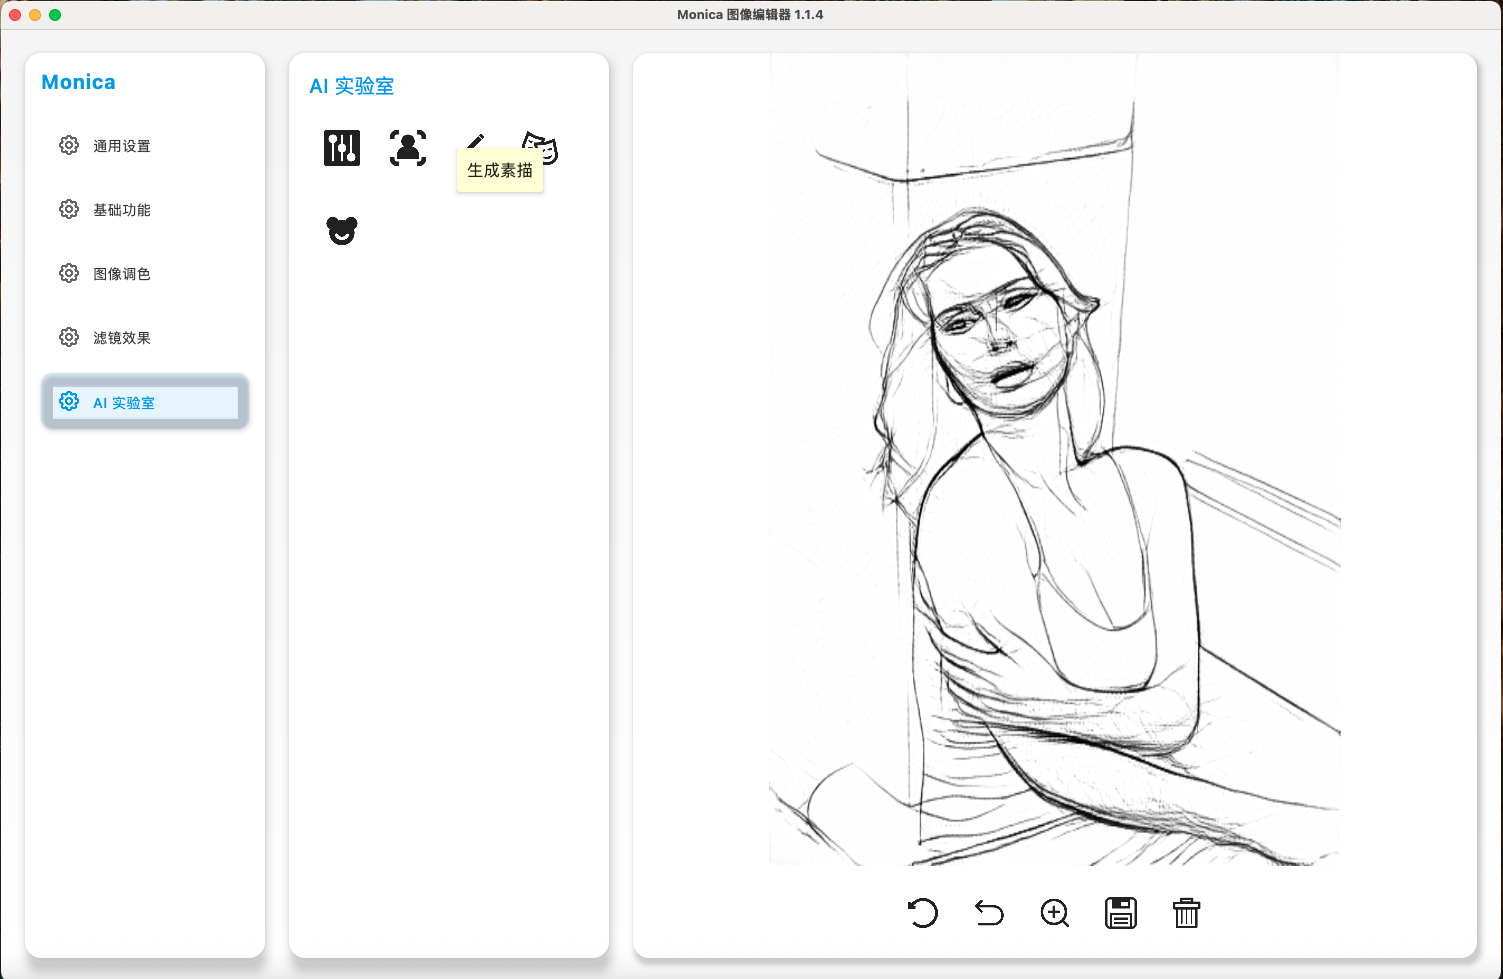 Monica 图像编辑器 1.1.4
Monica
通用设置
基础功能
图像调色
滤镜效果
AI 实验室
AI 实验室
生成素描